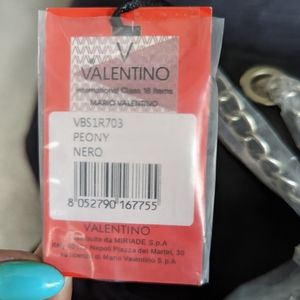 V
VALENTINO
International Class 18 Items
MARIO VALENTINO
VBS1R703
PEONY
NERO
8 052790 167755
VALENTINO
da MIRIADE S.p.A
Napoli Piazza dei Martiri, 30
di Mario Valentino S.p.A